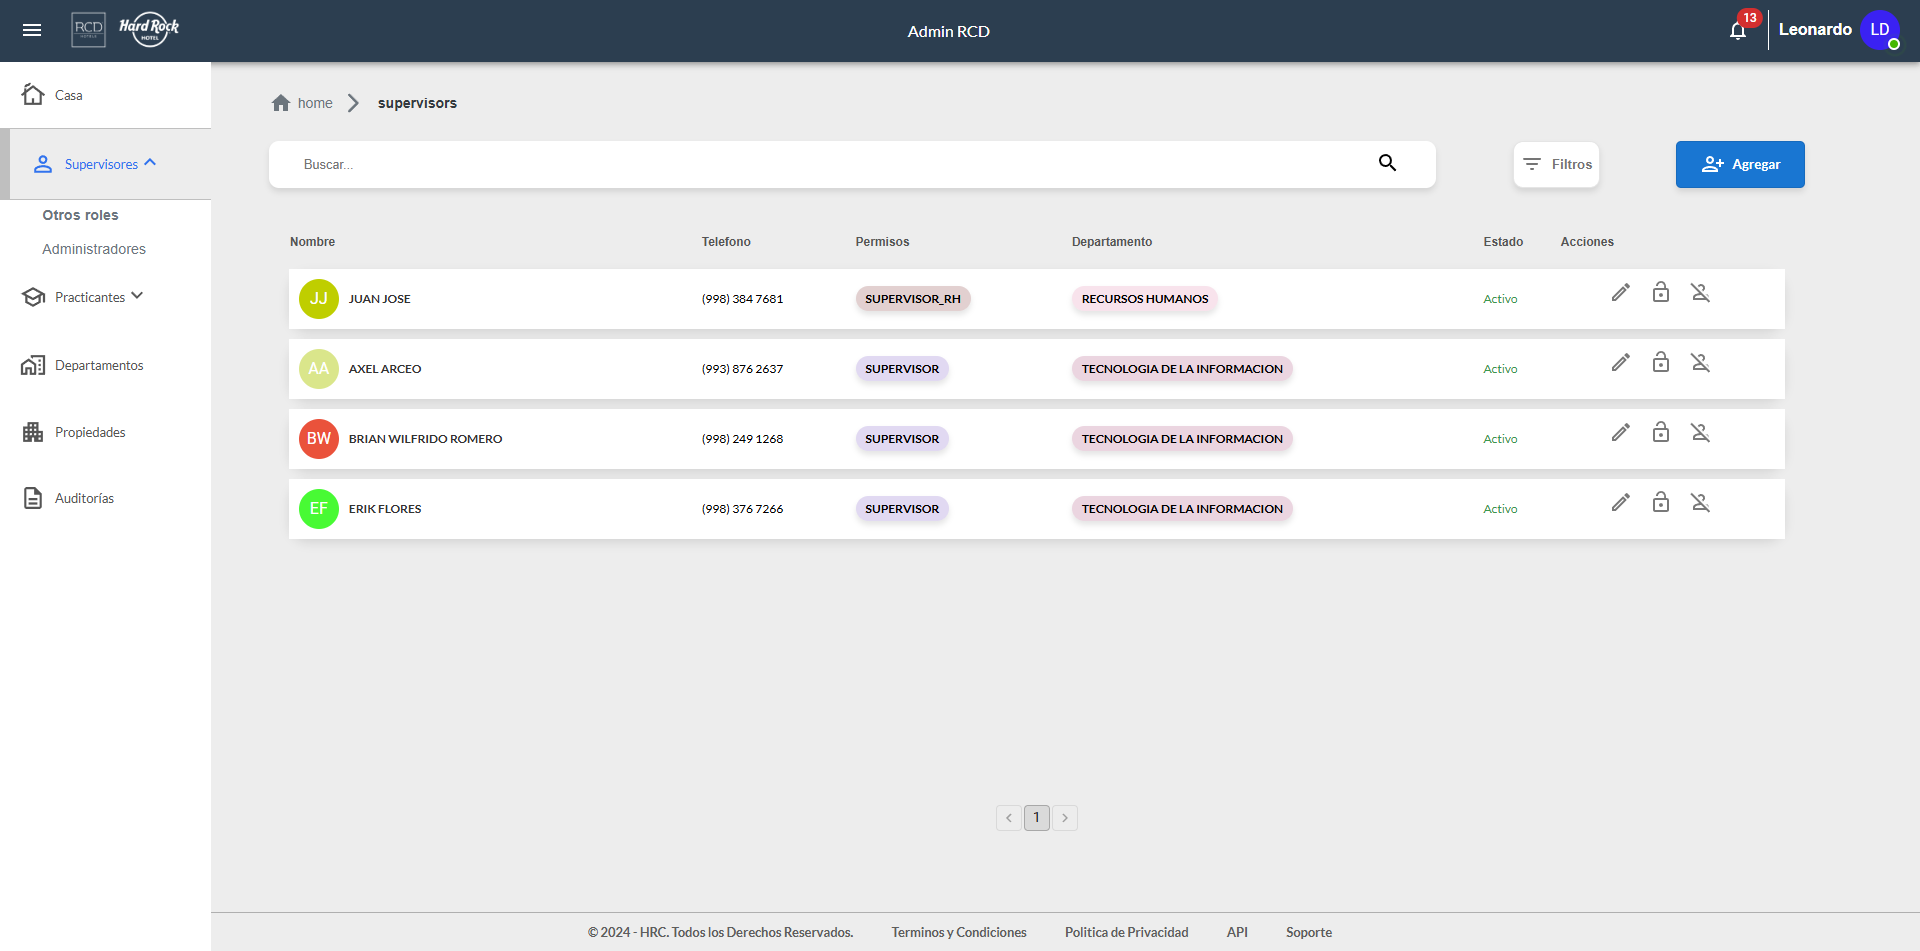 RCD
HOTELS
Hard Rock
HOTEL
Admin RCD
13
Leonardo
LD
Casa
Supervisores
Otros roles
Administradores
Practicantes
Departamentos
Propiedades
Auditorías
home
supervisors
Buscar...
Filtros
Agregar
Nombre Telefono Permisos Departamento Estado Acciones
JJ JUAN JOSE (998) 384 7681 SUPERVISOR_RH RECURSOS HUMANOS Activo
AA AXEL ARCEO (993) 876 2637 SUPERVISOR TECNOLOGIA DE LA INFORMACION Activo
BW BRIAN WILFRIDO ROMERO (998) 249 1268 SUPERVISOR TECNOLOGIA DE LA INFORMACION Activo
EF ERIK FLORES (998) 376 7266 SUPERVISOR TECNOLOGIA DE LA INFORMACION Activo
1
© 2024 - HRC. Todos los Derechos Reservados. Terminos y Condiciones Politica de Privacidad API Soporte